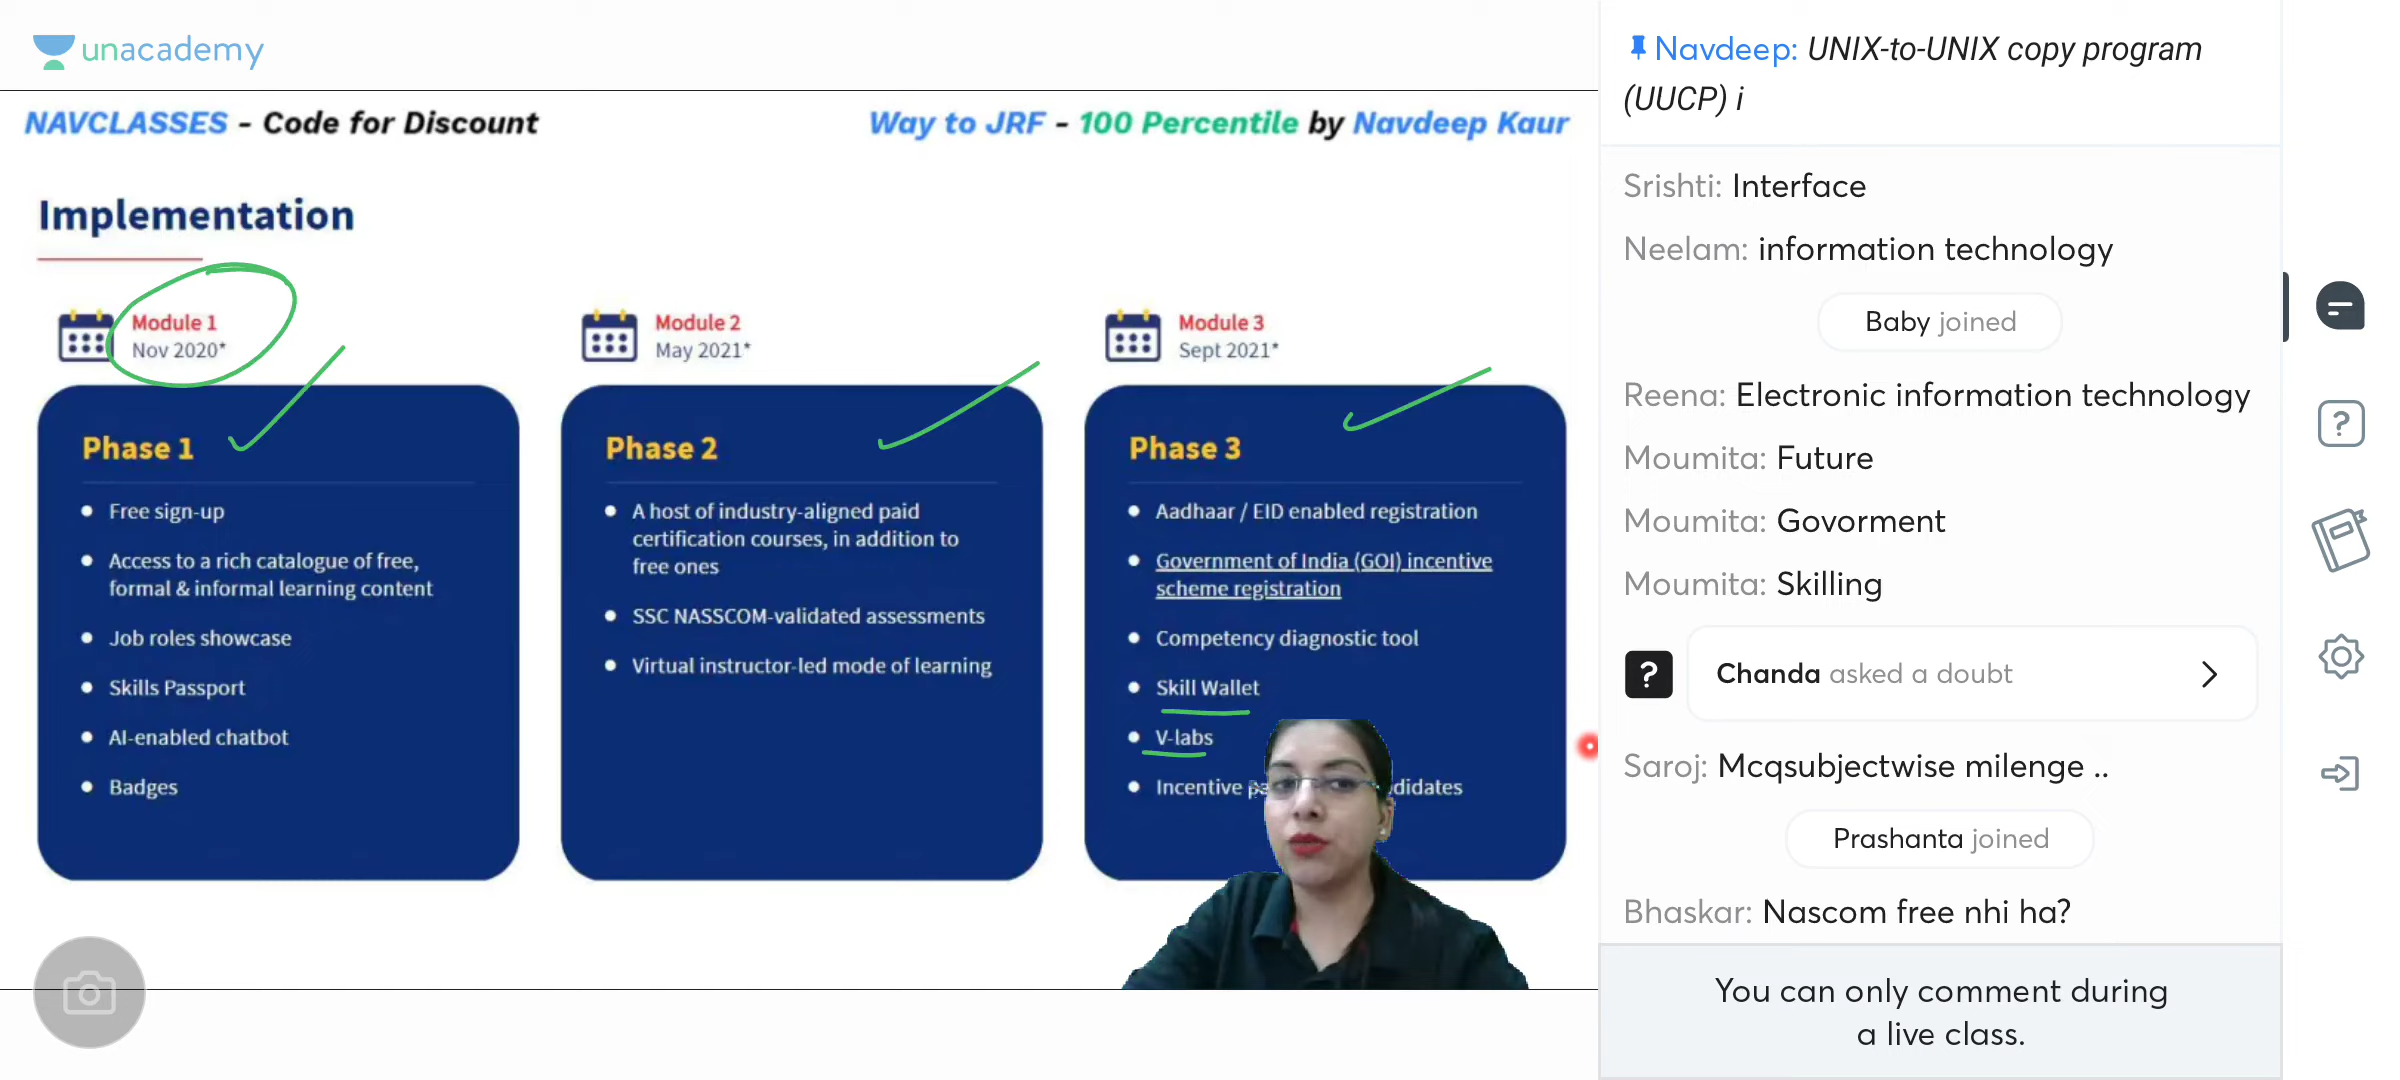 unacademy
NAVCLASSES - Code for Discount
Way to JRF - 100 Percentile by Navdeep Kaur
Implementation
Module 1
Nov 2020*
Phase 1
Free sign-up
Access to a rich catalogue of free,
formal & informal learning content
Job roles showcase
Skills Passport
AI-enabled chatbot
Badges
Module 2
May 2021*
Phase 2
A host of industry-aligned paid
certification courses, in addition to
free ones
SSC NASSCOM-validated assessments
Virtual instructor-led mode of learning
Module 3
Sept 2021*
Phase 3
Aadhaar / EID enabled registration
Government of India (GOI) incentive
scheme registration
Competency diagnostic tool
Skill Wallet
V-labs
Incentive
Navdeep: UNIX-to-UNIX copy program
(UUCP) i
Srishti: Interface
Neelam: information technology
Baby joined
Reena: Electronic information technology
Moumita: Future
Moumita: Govorment
Moumita: Skilling
? Chanda asked a doubt
Saroj: Mcqsubjectwise milenge ..
Prashanta joined
Bhaskar: Nascom free nhi ha?
You can only comment during
a live class.
?